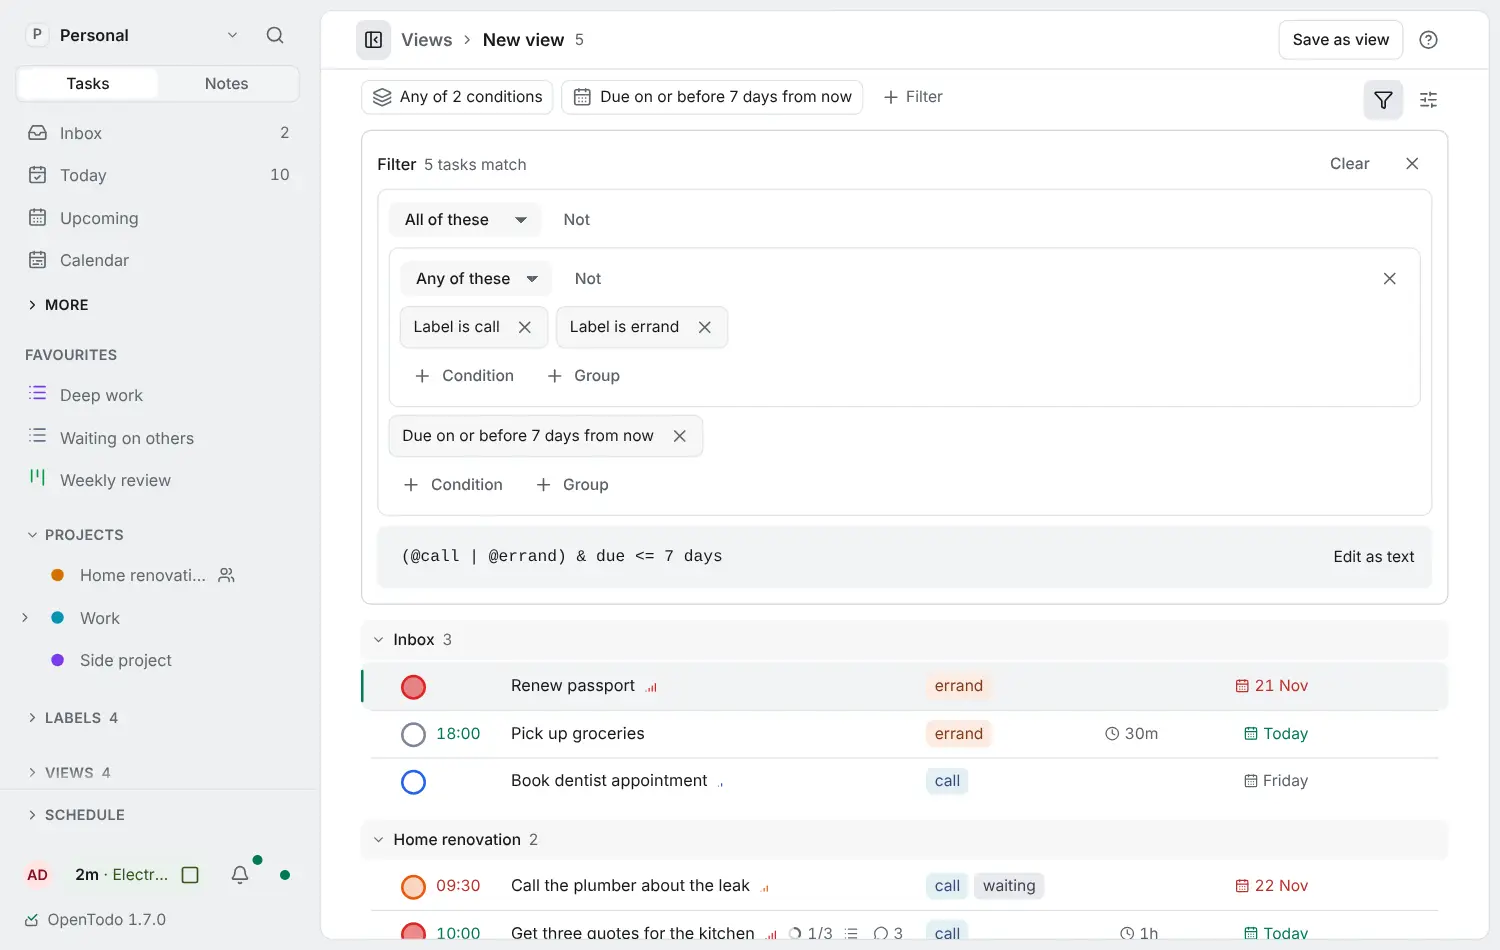 P Personal
Tasks Notes
Inbox 2
Today 10
Upcoming
Calendar
MORE
FAVOURITES
Deep work
Waiting on others
Weekly review
PROJECTS
Home renovati...
Work
Side project
LABELS 4
VIEWS 4
SCHEDULE
AD 2m · Electr...
OpenTodo 1.7.0
Views > New view 5
Save as view
Any of 2 conditions
Due on or before 7 days from now
+ Filter
Filter 5 tasks match
Clear
All of these Not
Any of these Not
Label is call
Label is errand
+ Condition + Group
Due on or before 7 days from now
+ Condition + Group
(@call | @errand) & due <= 7 days
Edit as text
Inbox 3
Renew passport errand 21 Nov
18:00 Pick up groceries errand 30m Today
Book dentist appointment call Friday
Home renovation 2
09:30 Call the plumber about the leak call waiting 22 Nov
10:00 Get three quotes for the kitchen 1/3 3 call 1h Today